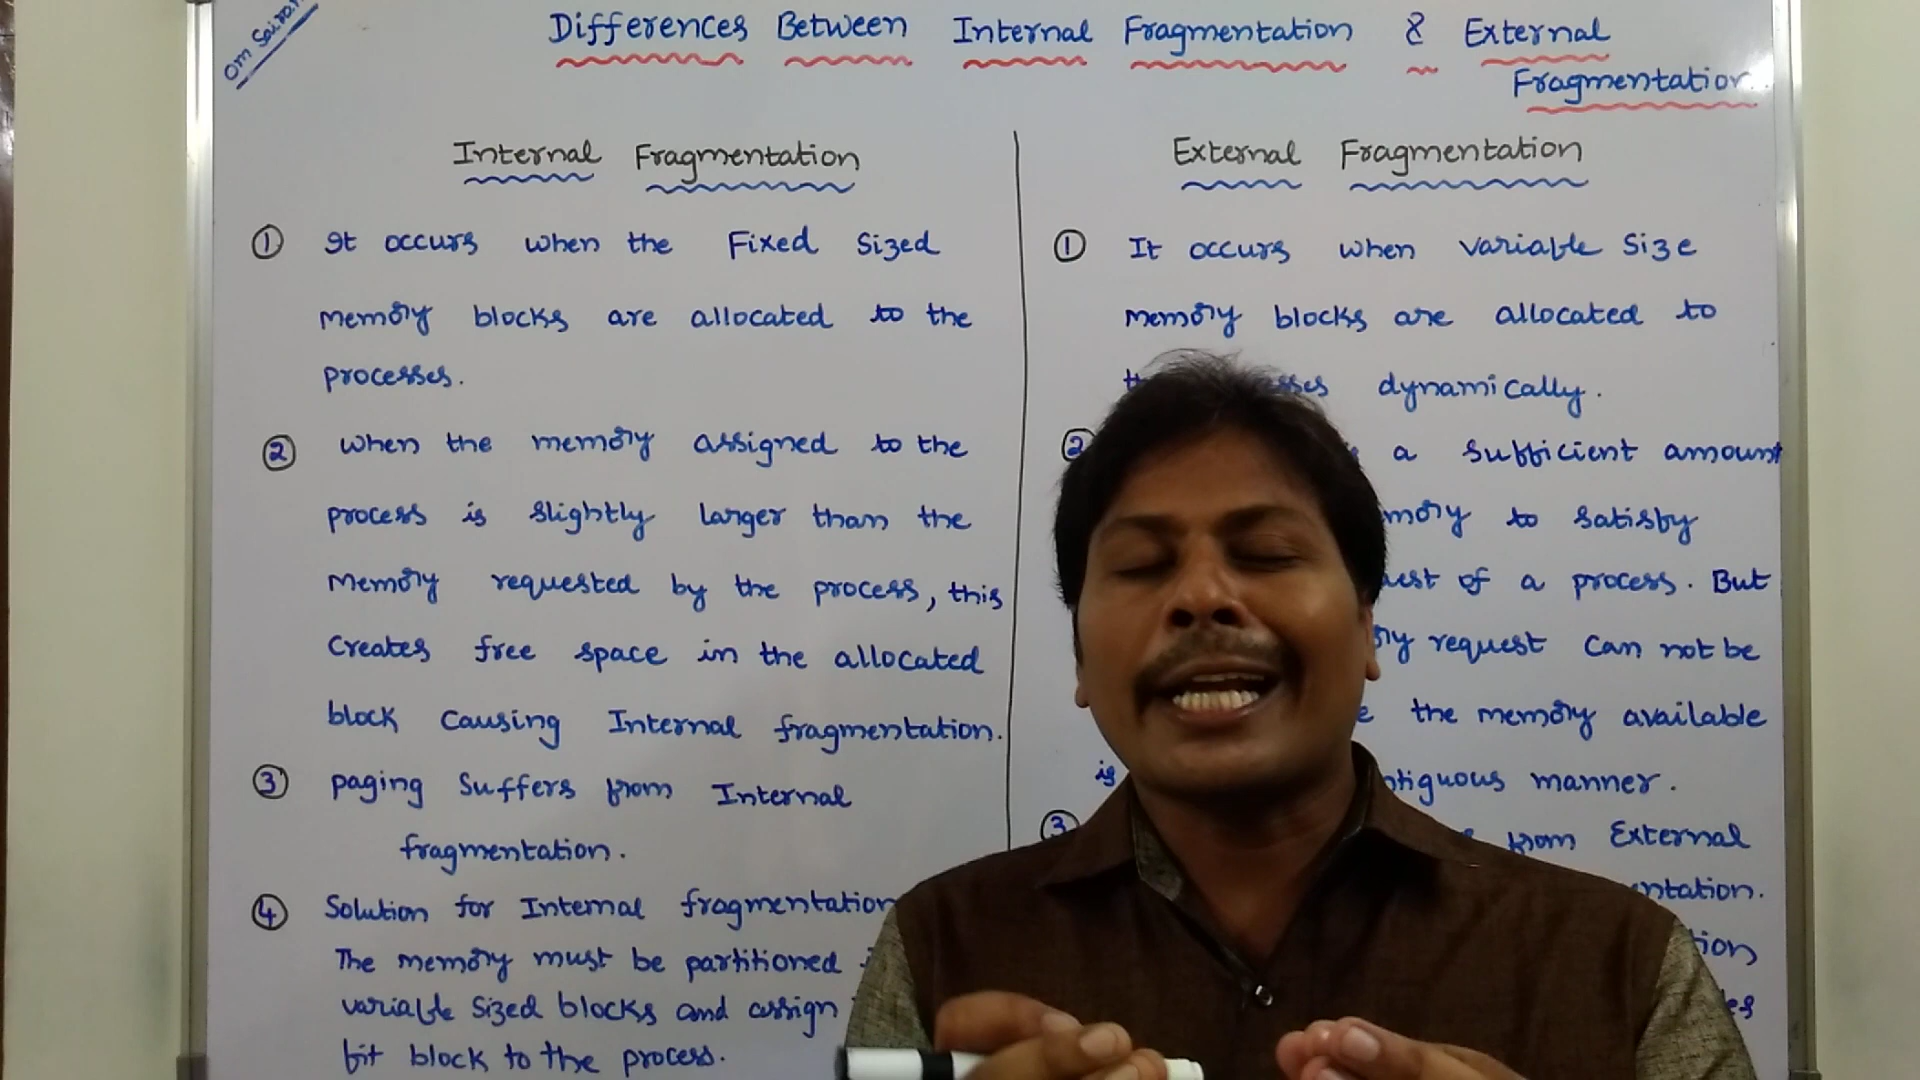 Om Sairam
Differences Between Internal Fragmentation & External
Fragmentation
Internal Fragmentation
① It occurs when the Fixed Sized
memory blocks are allocated to the
processes.
② When the memory assigned to the
process is slightly larger than the
memory requested by the process, this
creates free space in the allocated
block causing Internal fragmentation.
③ paging suffers from Internal
fragmentation.
④ Solution for Internal fragmentation
The memory must be partitioned
variable sized blocks and assign
fit block to the process.
External Fragmentation
① It occurs when variable size
memory blocks are allocated to
dynamically.
② a sufficient amount
to satisfy
of a process. But
request can not be
the memory available
is manner.
③ from External